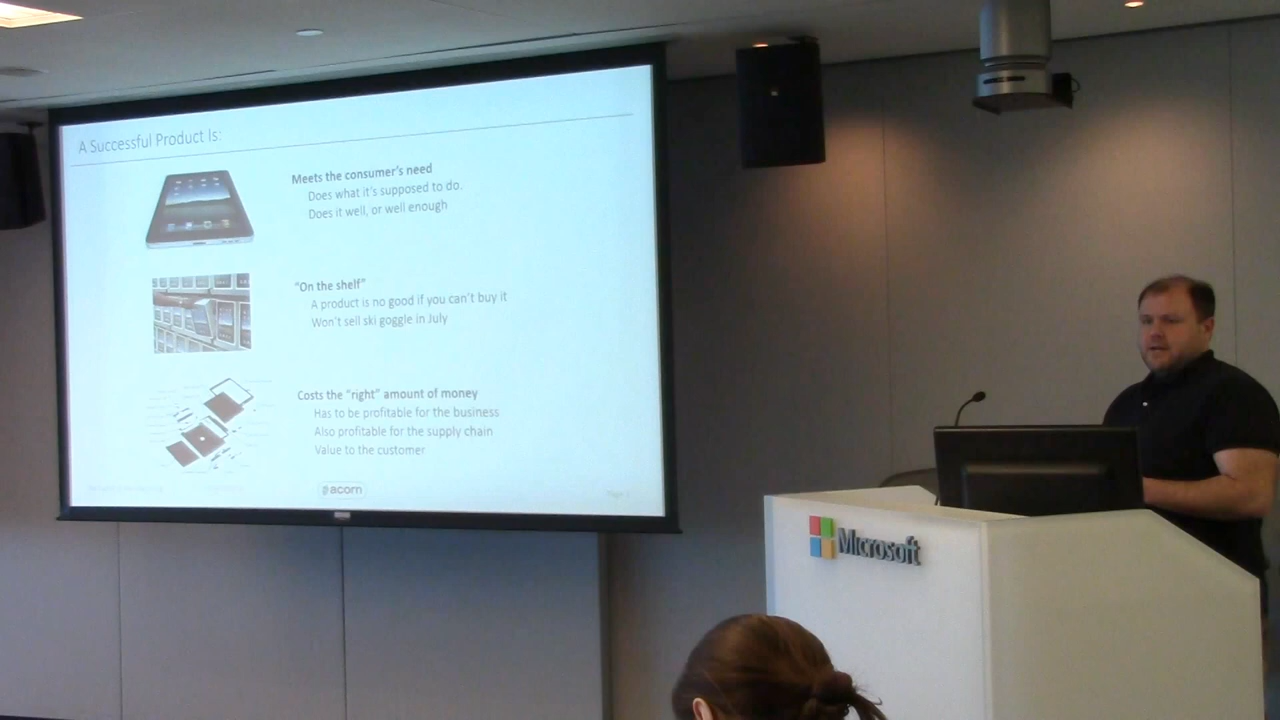 A Successful Product Is:
Meets the consumer's need
Does what it's supposed to do.
Does it well, or well enough
"On the shelf"
A product is no good if you can't buy it
Won't sell ski goggle in July
Costs the "right" amount of money
Has to be profitable for the business
Also profitable for the supply chain
Value to the customer
acorn
Page
Microsoft